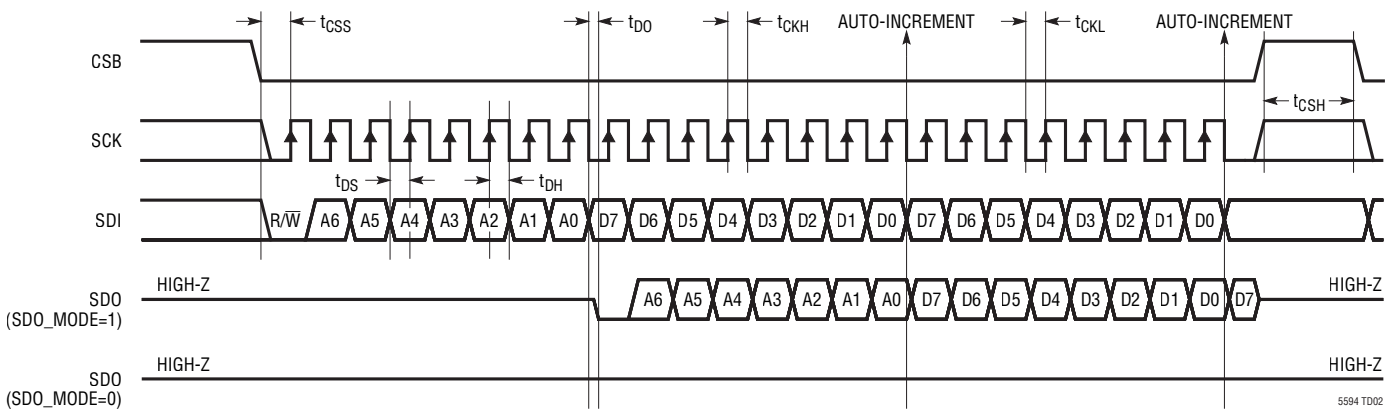 tCSS tDO tCKH AUTO-INCREMENT tCKL AUTO-INCREMENT
CSB
tCSH
SCK
tDS tDH
SDI R/W̅ A6 A5 A4 A3 A2 A1 A0 D7 D6 D5 D4 D3 D2 D1 D0 D7 D6 D5 D4 D3 D2 D1 D0
HIGH-Z HIGH-Z
SDO A6 A5 A4 A3 A2 A1 A0 D7 D6 D5 D4 D3 D2 D1 D0 D7
(SDO_MODE=1)
HIGH-Z HIGH-Z
SDO
(SDO_MODE=0)
5594 TD02